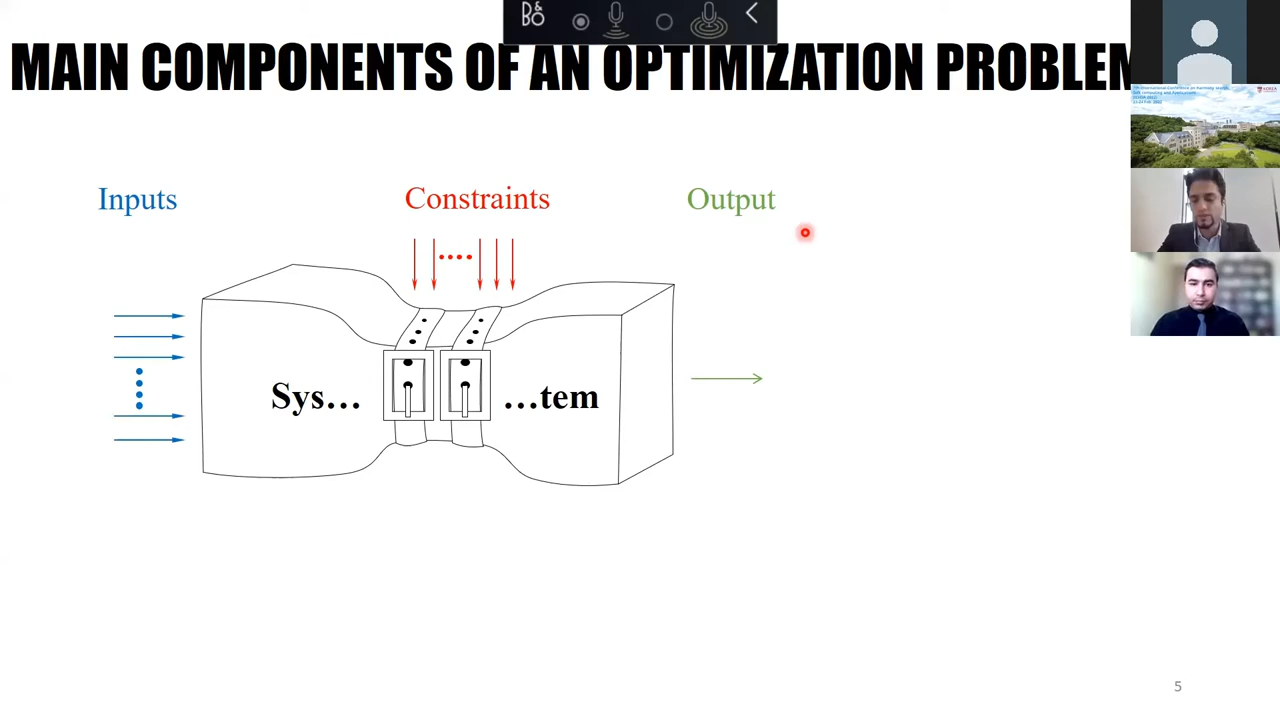 B&O
MAIN COMPONENTS OF AN OPTIMIZATION PROBLEM
Inputs
Constraints
Output
Sys…
…tem
5